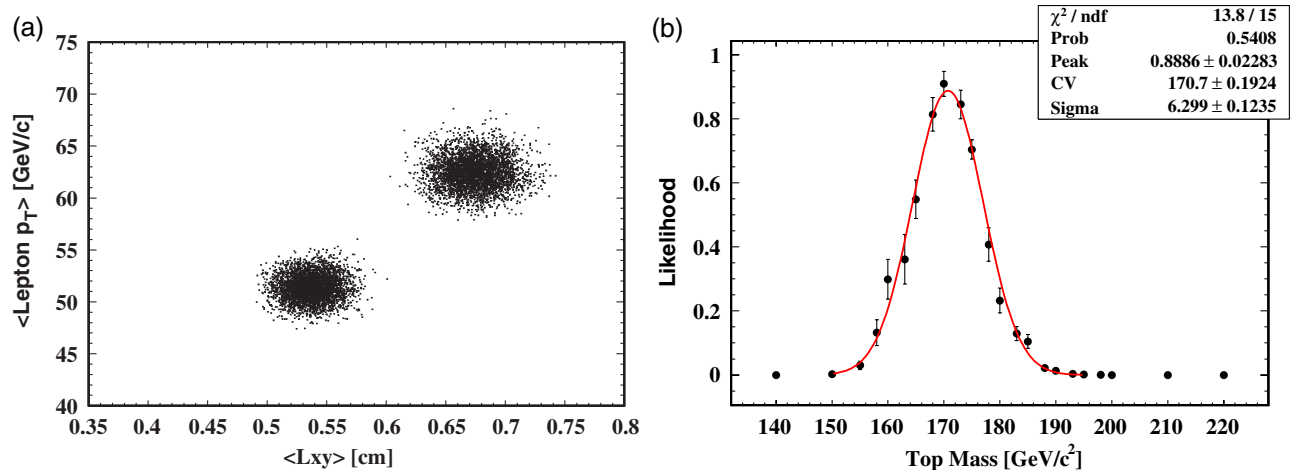 (a)
75
70
65
60
55
50
45
40
<Lepton p_T> [GeV/c]
0.35 0.4 0.45 0.5 0.55 0.6 0.65 0.7 0.75 0.8
<Lxy> [cm]
(b)
χ² / ndf 13.8 / 15
Prob 0.5408
Peak 0.8886 ± 0.02283
CV 170.7 ± 0.1924
Sigma 6.299 ± 0.1235
1
0.8
0.6
0.4
0.2
0
Likelihood
140 150 160 170 180 190 200 210 220
Top Mass [GeV/c²]